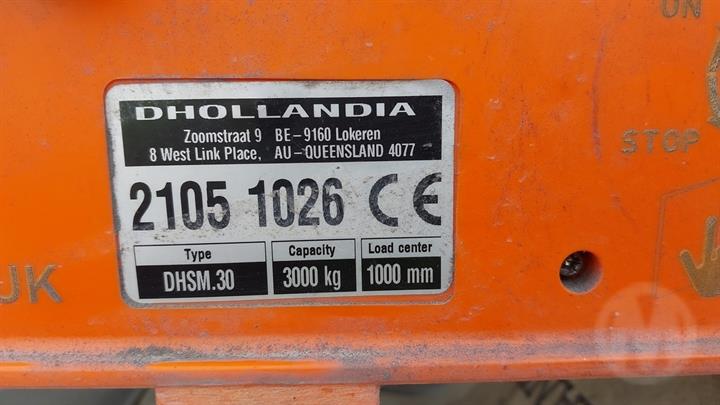 ON
DHOLLANDIA
Zoomstraat 9 BE-9160 Lokeren
8 West Link Place, AU-QUEENSLAND 4077
STOP
2105 1026 CE
Type Capacity Load center
DHSM.30 3000 kg 1000 mm
JK